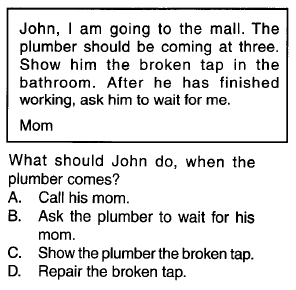 John, I am going to the mall. The
plumber should be coming at three.
Show him the broken tap in the
bathroom. After he has finished
working, ask him to wait for me.
Mom
What should John do, when the
plumber comes?
A. Call his mom.
B. Ask the plumber to wait for his
mom.
C. Show the plumber the broken tap.
D. Repair the broken tap.